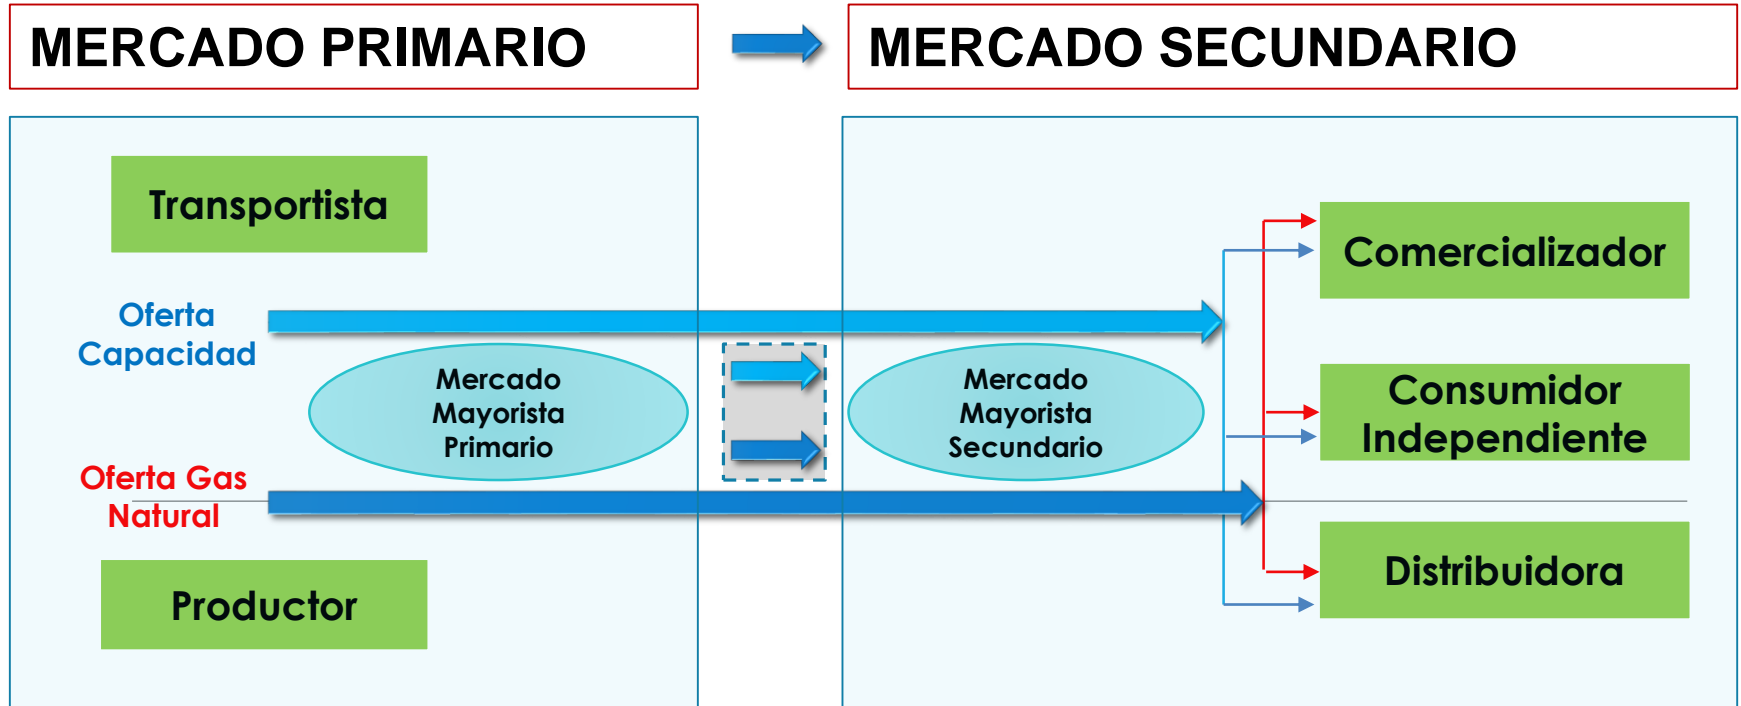 MERCADO PRIMARIO
MERCADO SECUNDARIO
Transportista
Oferta
Capacidad
Mercado
Mayorista
Primario
Oferta Gas
Natural
Productor
Mercado
Mayorista
Secundario
Comercializador
Consumidor
Independiente
Distribuidora